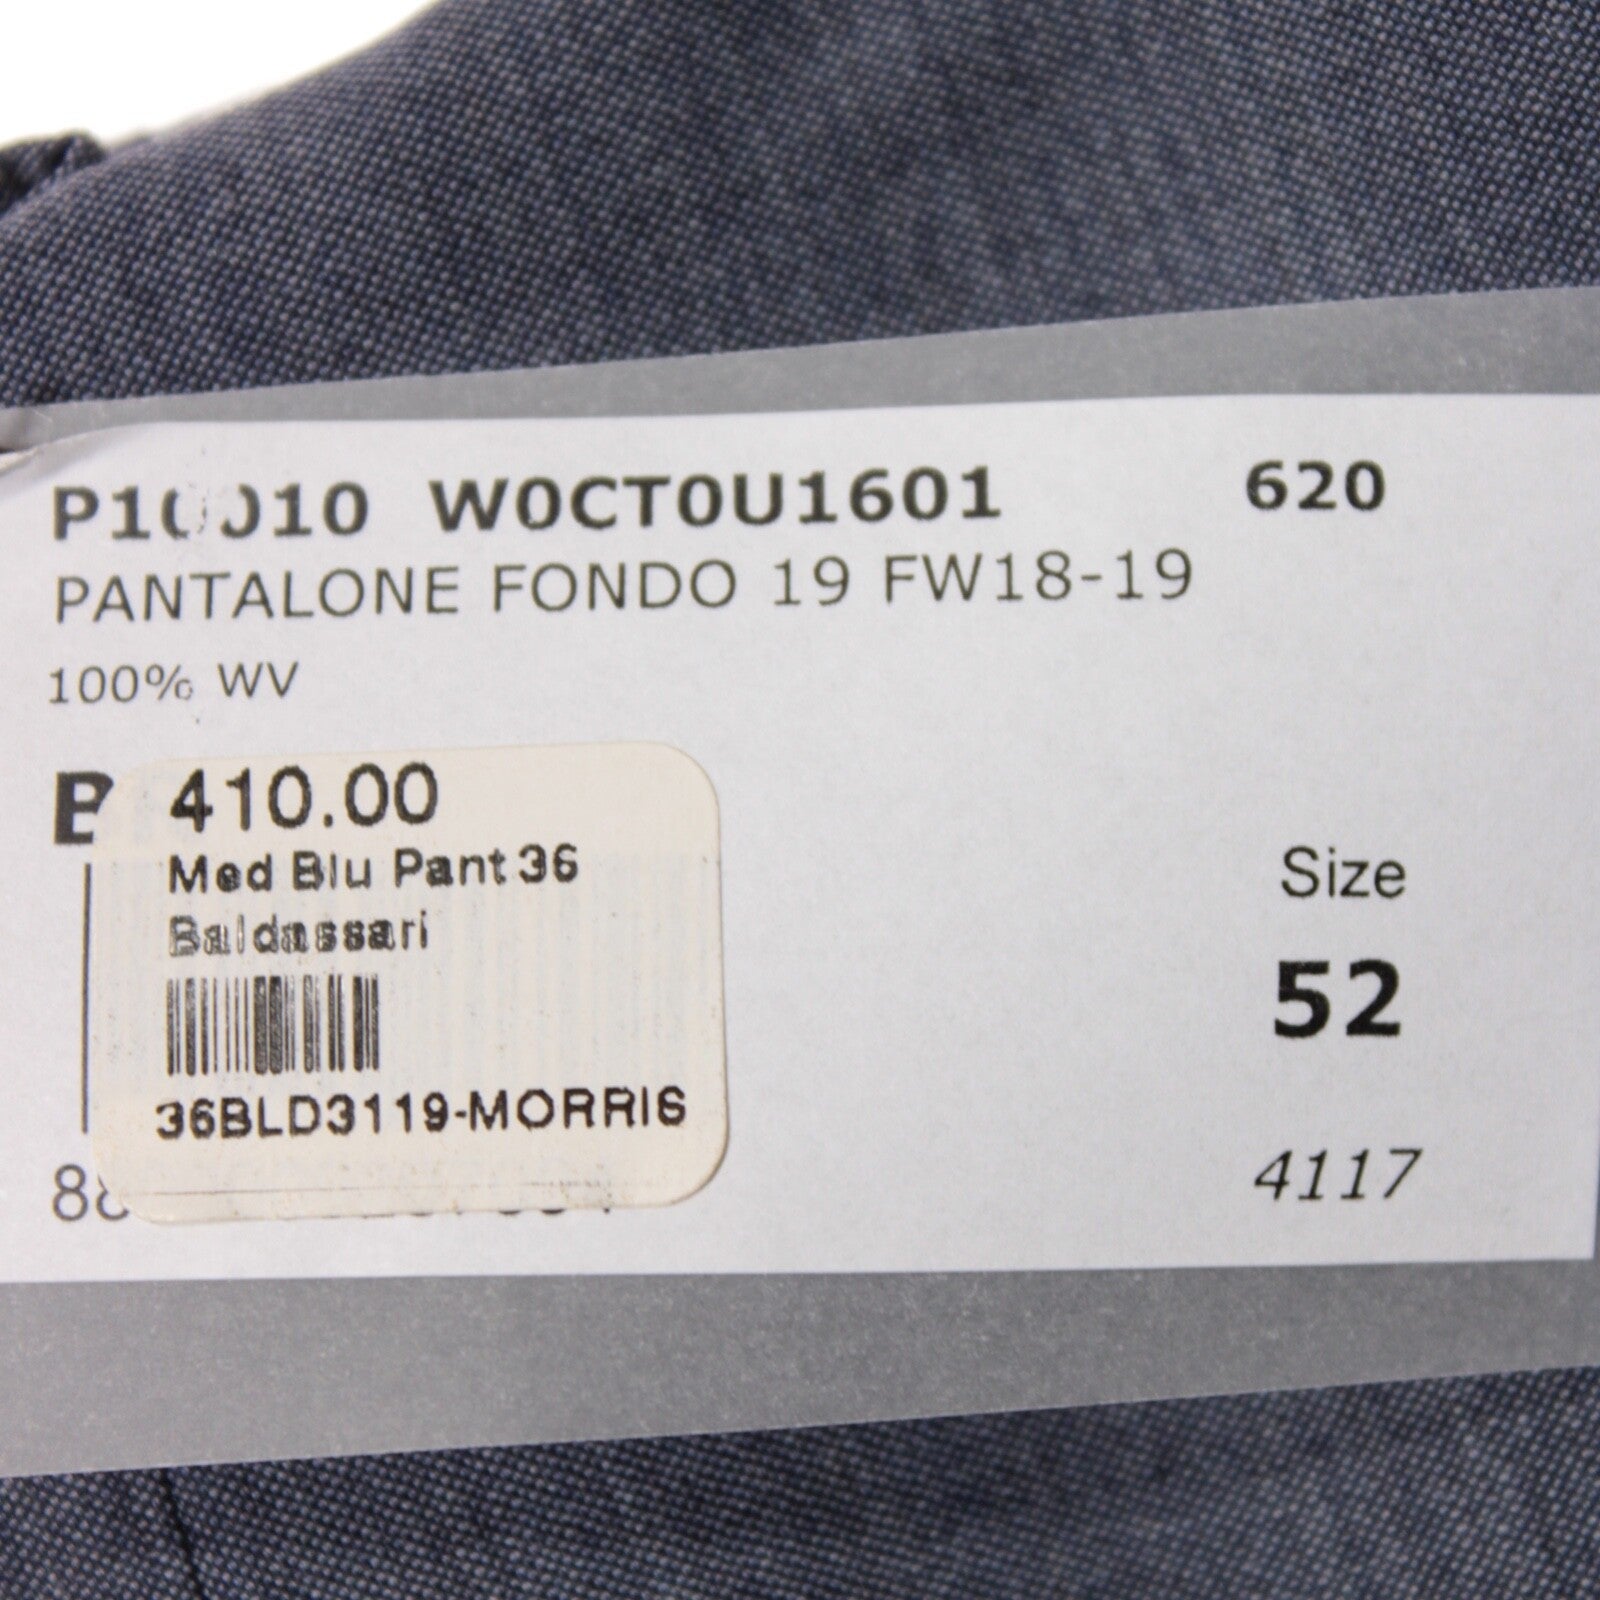 W0CT0U1601 620
PANTALONE FONDO 19 FW18-19
100% WV
410.00
Med Blu Pant 36
Baldassari
36BLD3119-MORRIS
Size
52
4117